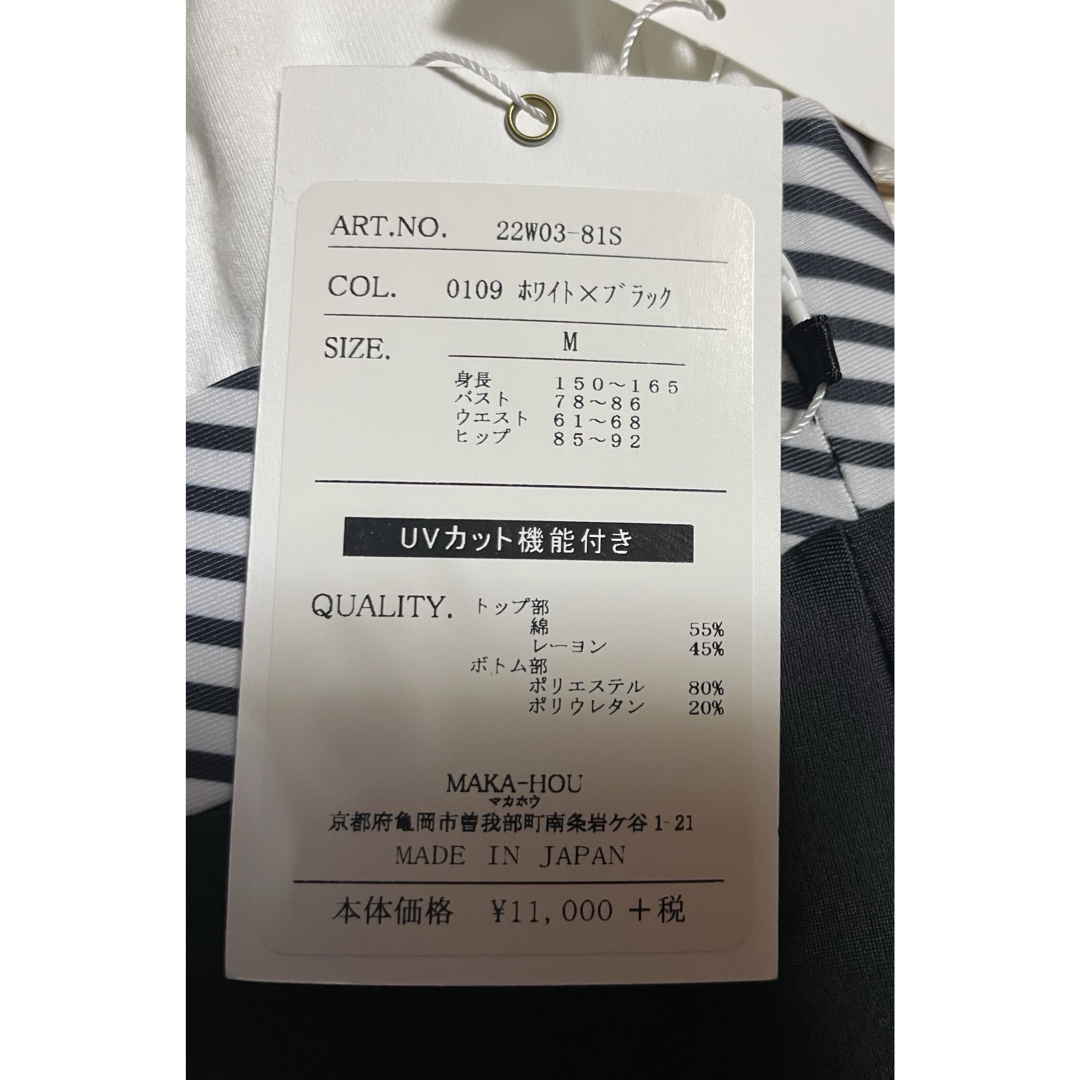 ART.NO. 22W03-81S
COL. 0109 ﾎﾜｲﾄ×ﾌﾞﾗｯｸ
SIZE. M
身長 150～165
バスト 78～86
ウエスト 61～68
ヒップ 85～92
UVカット機能付き
QUALITY. トップ部
綿 55%
レーヨン 45%
ボトム部
ポリエステル 80%
ポリウレタン 20%
MAKA-HOU
マカホウ
京都府亀岡市曽我部町南条岩ケ谷1-21
MADE IN JAPAN
本体価格 ¥11,000 +税